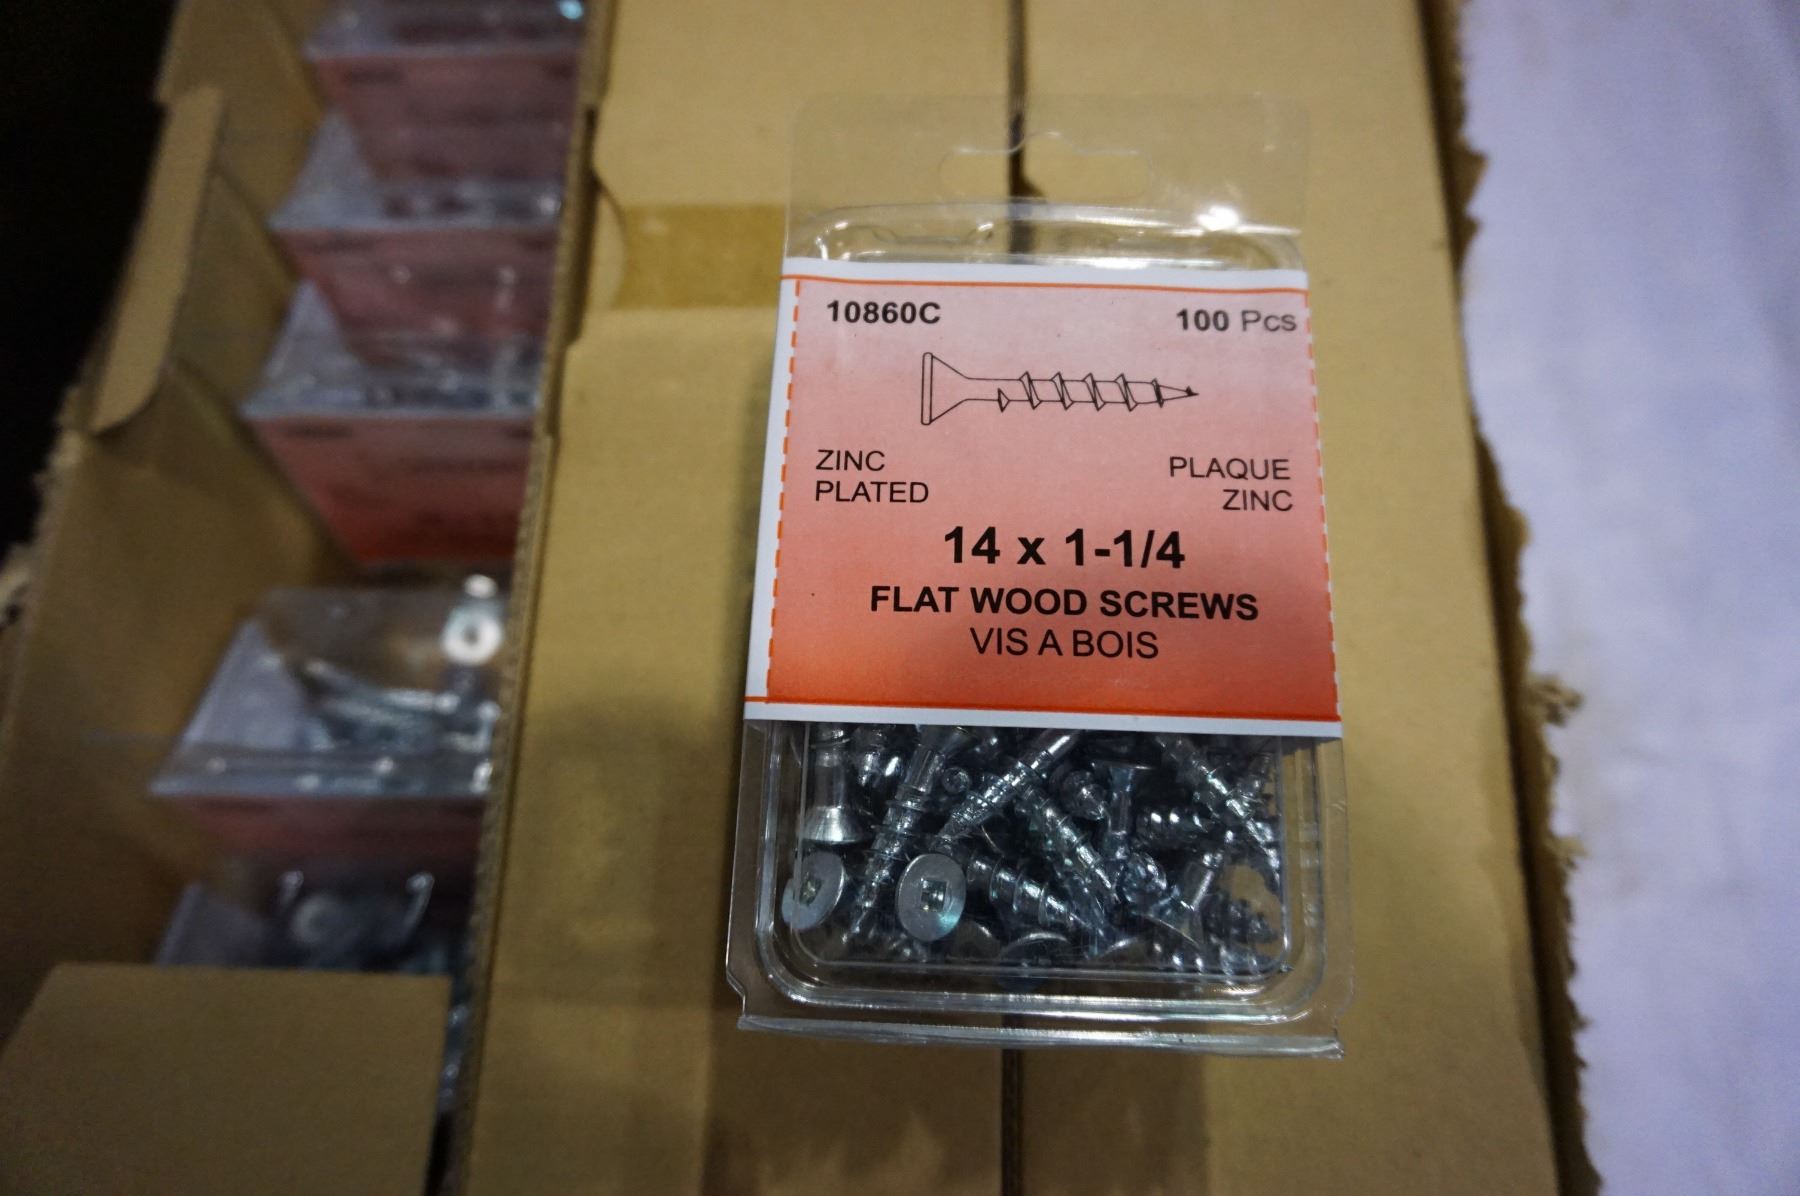 10860C 100 Pcs
ZINC PLATED
PLAQUE ZINC
14 x 1-1/4
FLAT WOOD SCREWS
VIS A BOIS